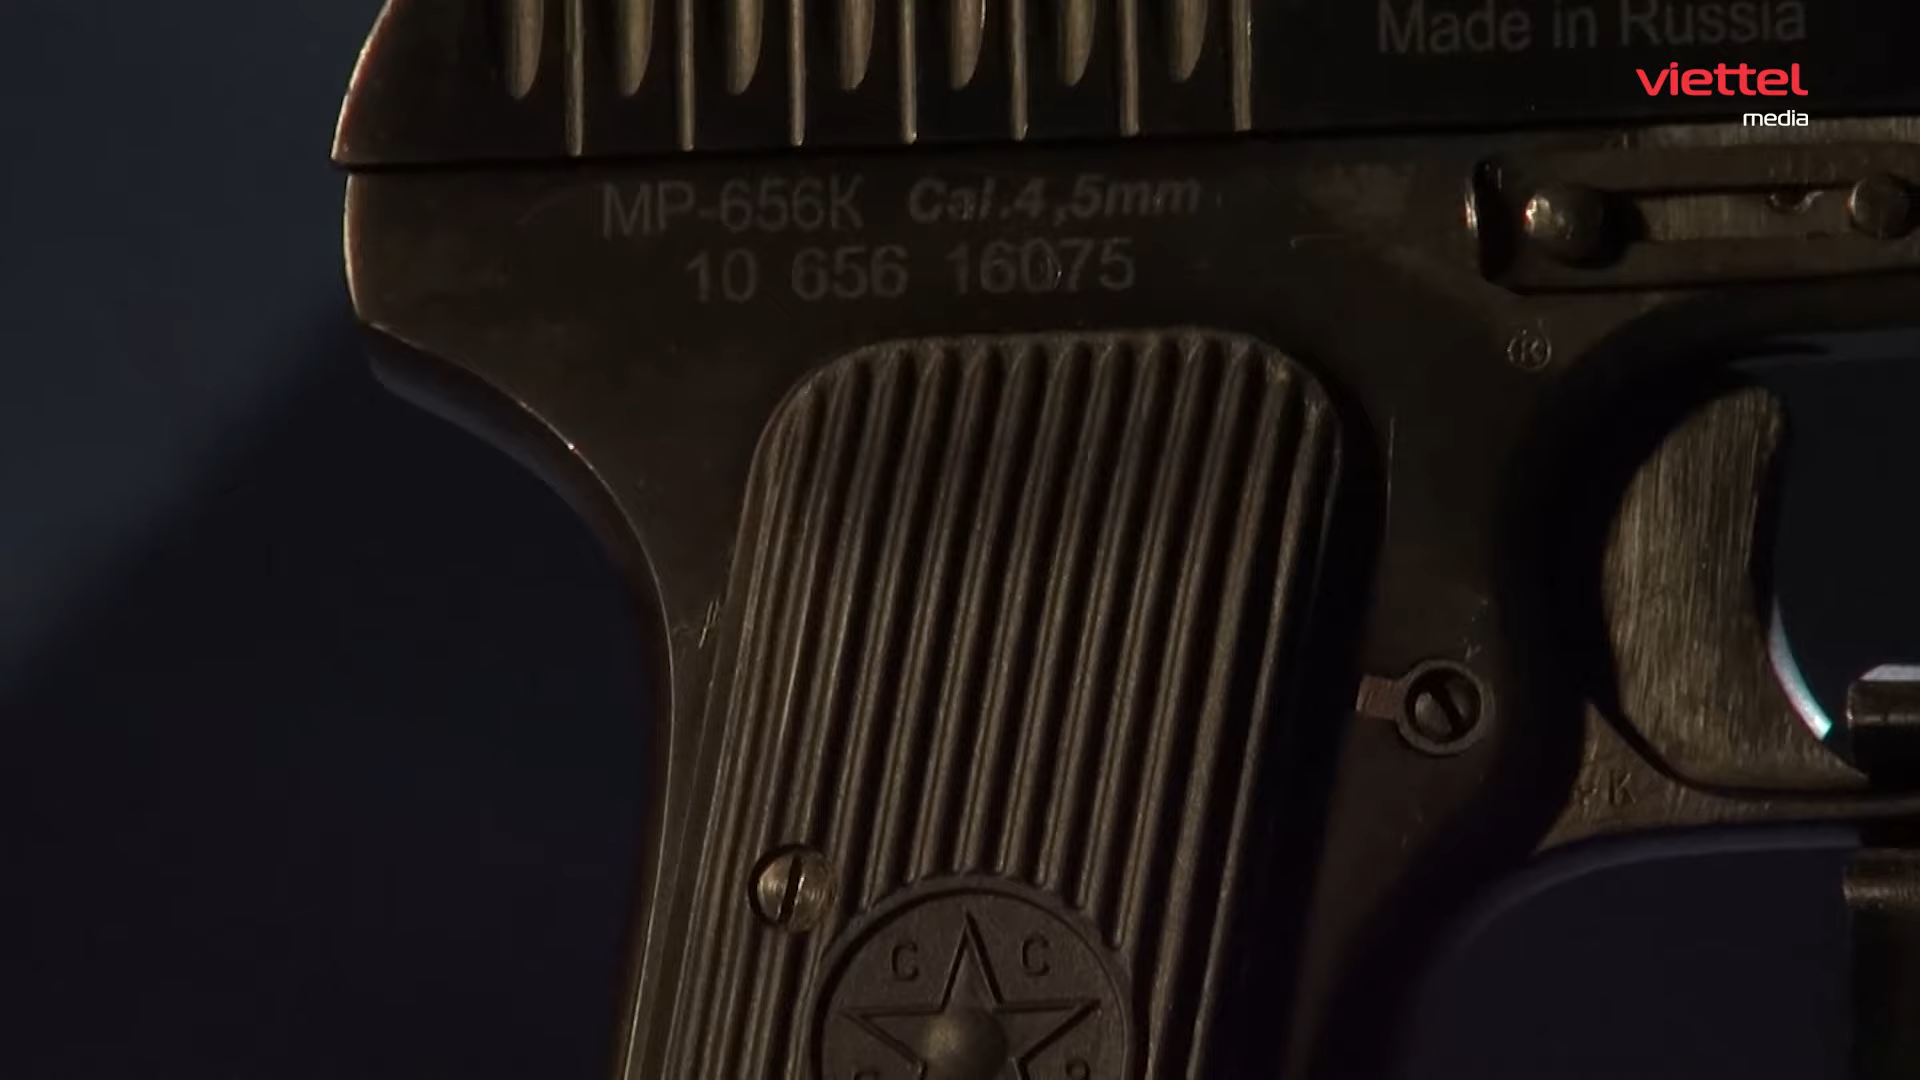 Made in Russia
viettel
media
MP-656K Cal.4,5mm
10 656 16075
K
K
C C